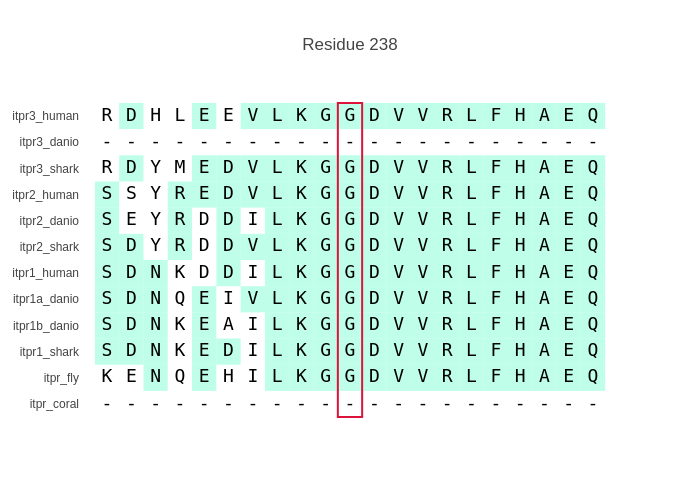 Residue 238
itpr3_human R D H L E E V L K G G D V V R L F H A E Q
itpr3_danio - - - - - - - - - - - - - - - - - - - - -
itpr3_shark R D Y M E D V L K G G D V V R L F H A E Q
itpr2_human S S Y R E D V L K G G D V V R L F H A E Q
itpr2_danio S E Y R D D I L K G G D V V R L F H A E Q
itpr2_shark S D Y R D D V L K G G D V V R L F H A E Q
itpr1_human S D N K D D I L K G G D V V R L F H A E Q
itpr1a_danio S D N Q E I V L K G G D V V R L F H A E Q
itpr1b_danio S D N K E A I L K G G D V V R L F H A E Q
itpr1_shark S D N K E D I L K G G D V V R L F H A E Q
itpr_fly K E N Q E H I L K G G D V V R L F H A E Q
itpr_coral - - - - - - - - - - - - - - - - - - - - -